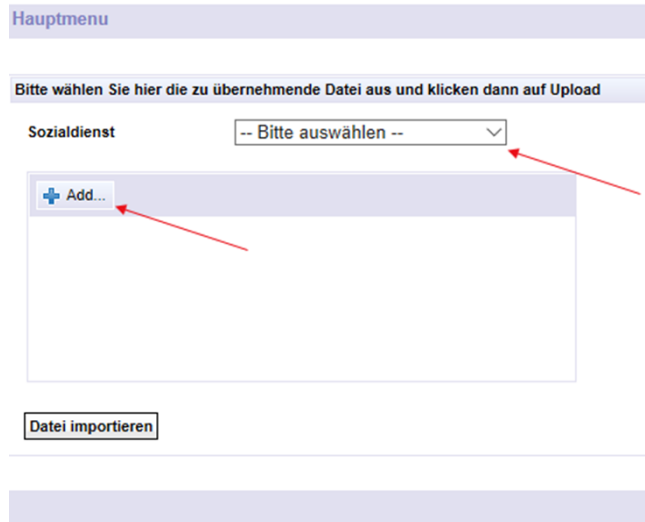 Hauptmenu
Bitte wählen Sie hier die zu übernehmende Datei aus und klicken dann auf Upload
Sozialdienst -- Bitte auswählen --
Add...
Datei importieren